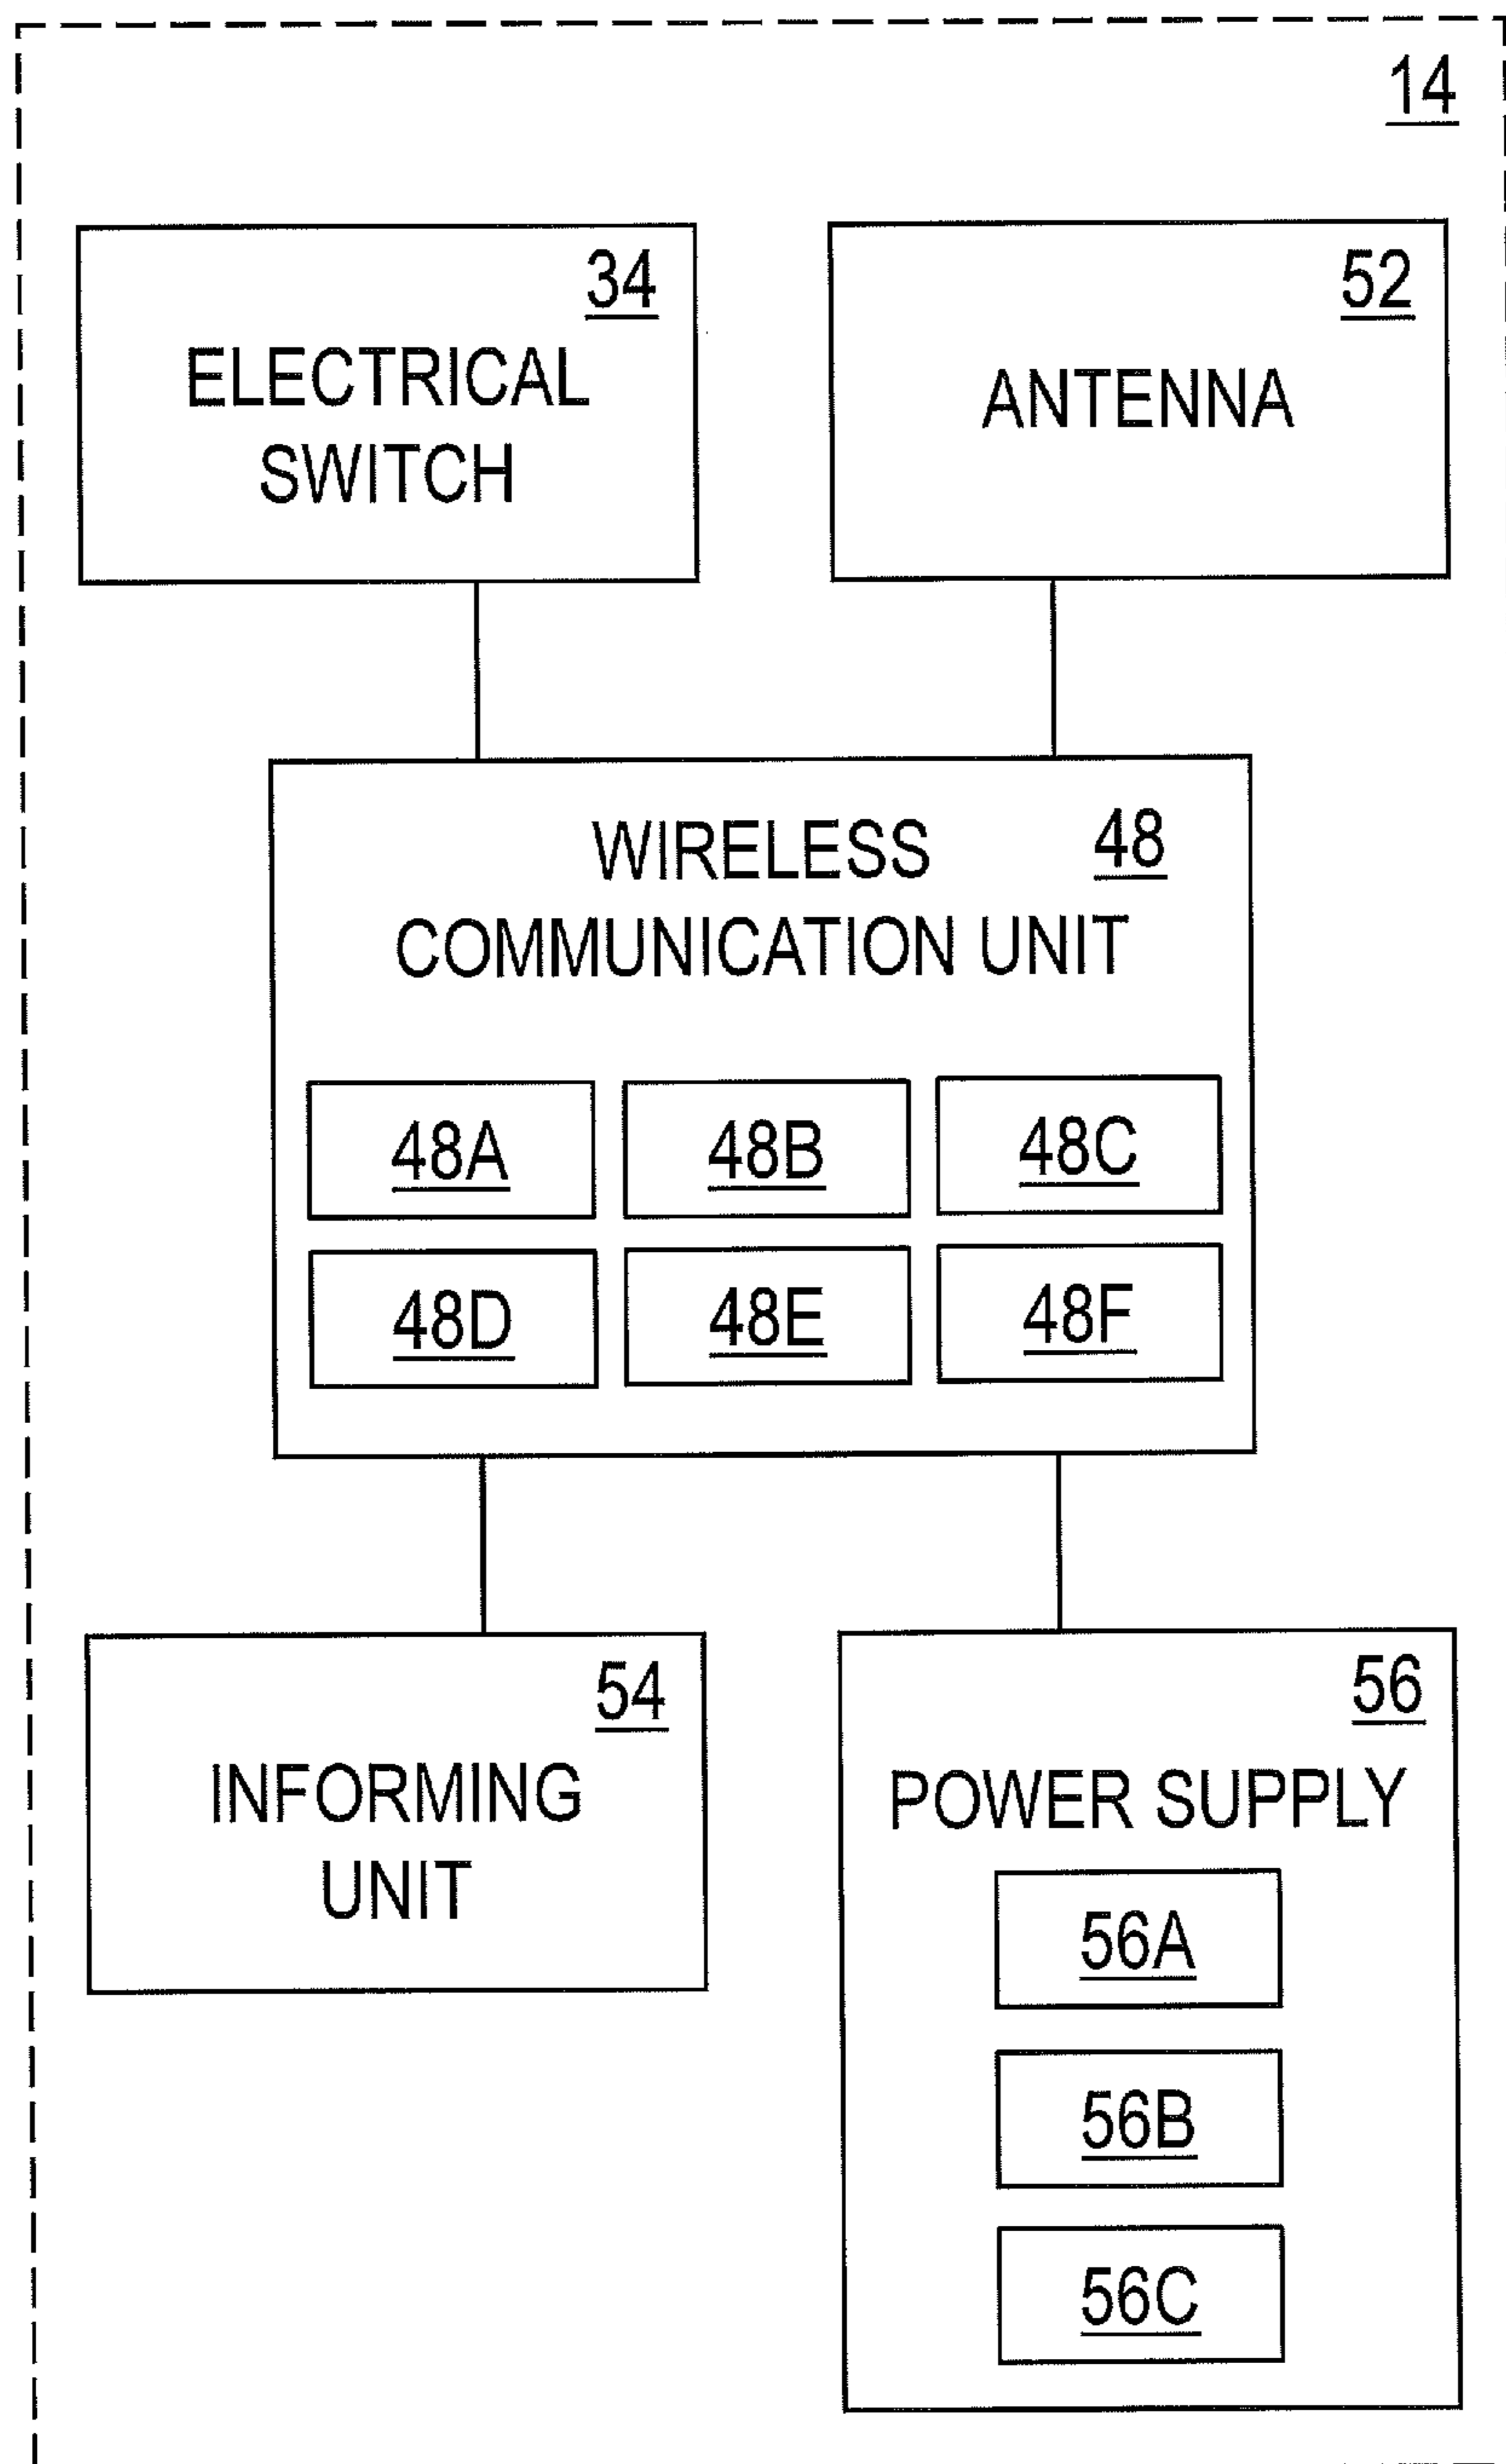 14
34
ELECTRICAL
SWITCH
52
ANTENNA
WIRELESS 48
COMMUNICATION UNIT
48A 48B 48C
48D 48E 48F
54
INFORMING
UNIT
56
POWER SUPPLY
56A
56B
56C